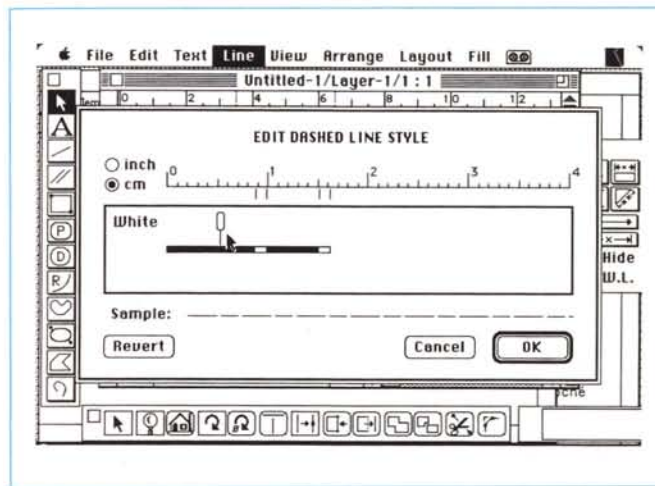 File Edit Text Line View Arrange Layout Fill
Untitled-1/Layer-1/1:1
0 2 4 6 8 10 12
EDIT DASHED LINE STYLE
inch
cm
0 1 2 3 4
White
Hide
W.L.
Sample:
Revert Cancel OK
A
P
D
R